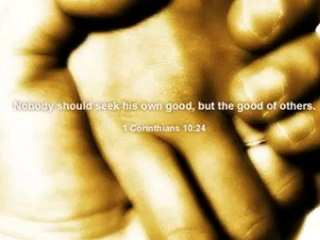 Nobody should seek his own good, but the good of others.
1 Corinthians 10:24